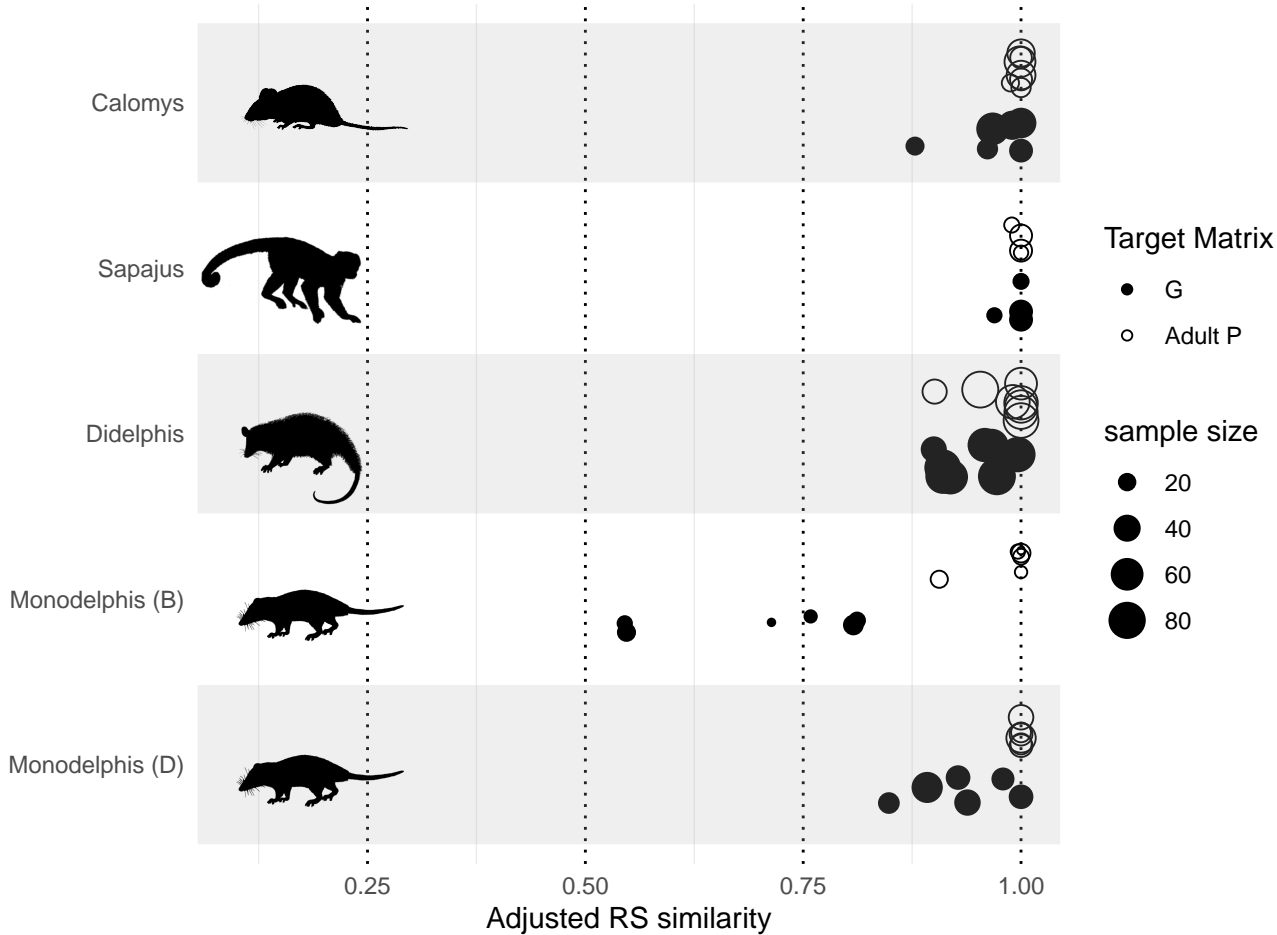 Calomys
Sapajus
Didelphis
Monodelphis (B)
Monodelphis (D)
0.25
0.50
0.75
1.00
Adjusted RS similarity
Target Matrix
G
Adult P
sample size
20
40
60
80